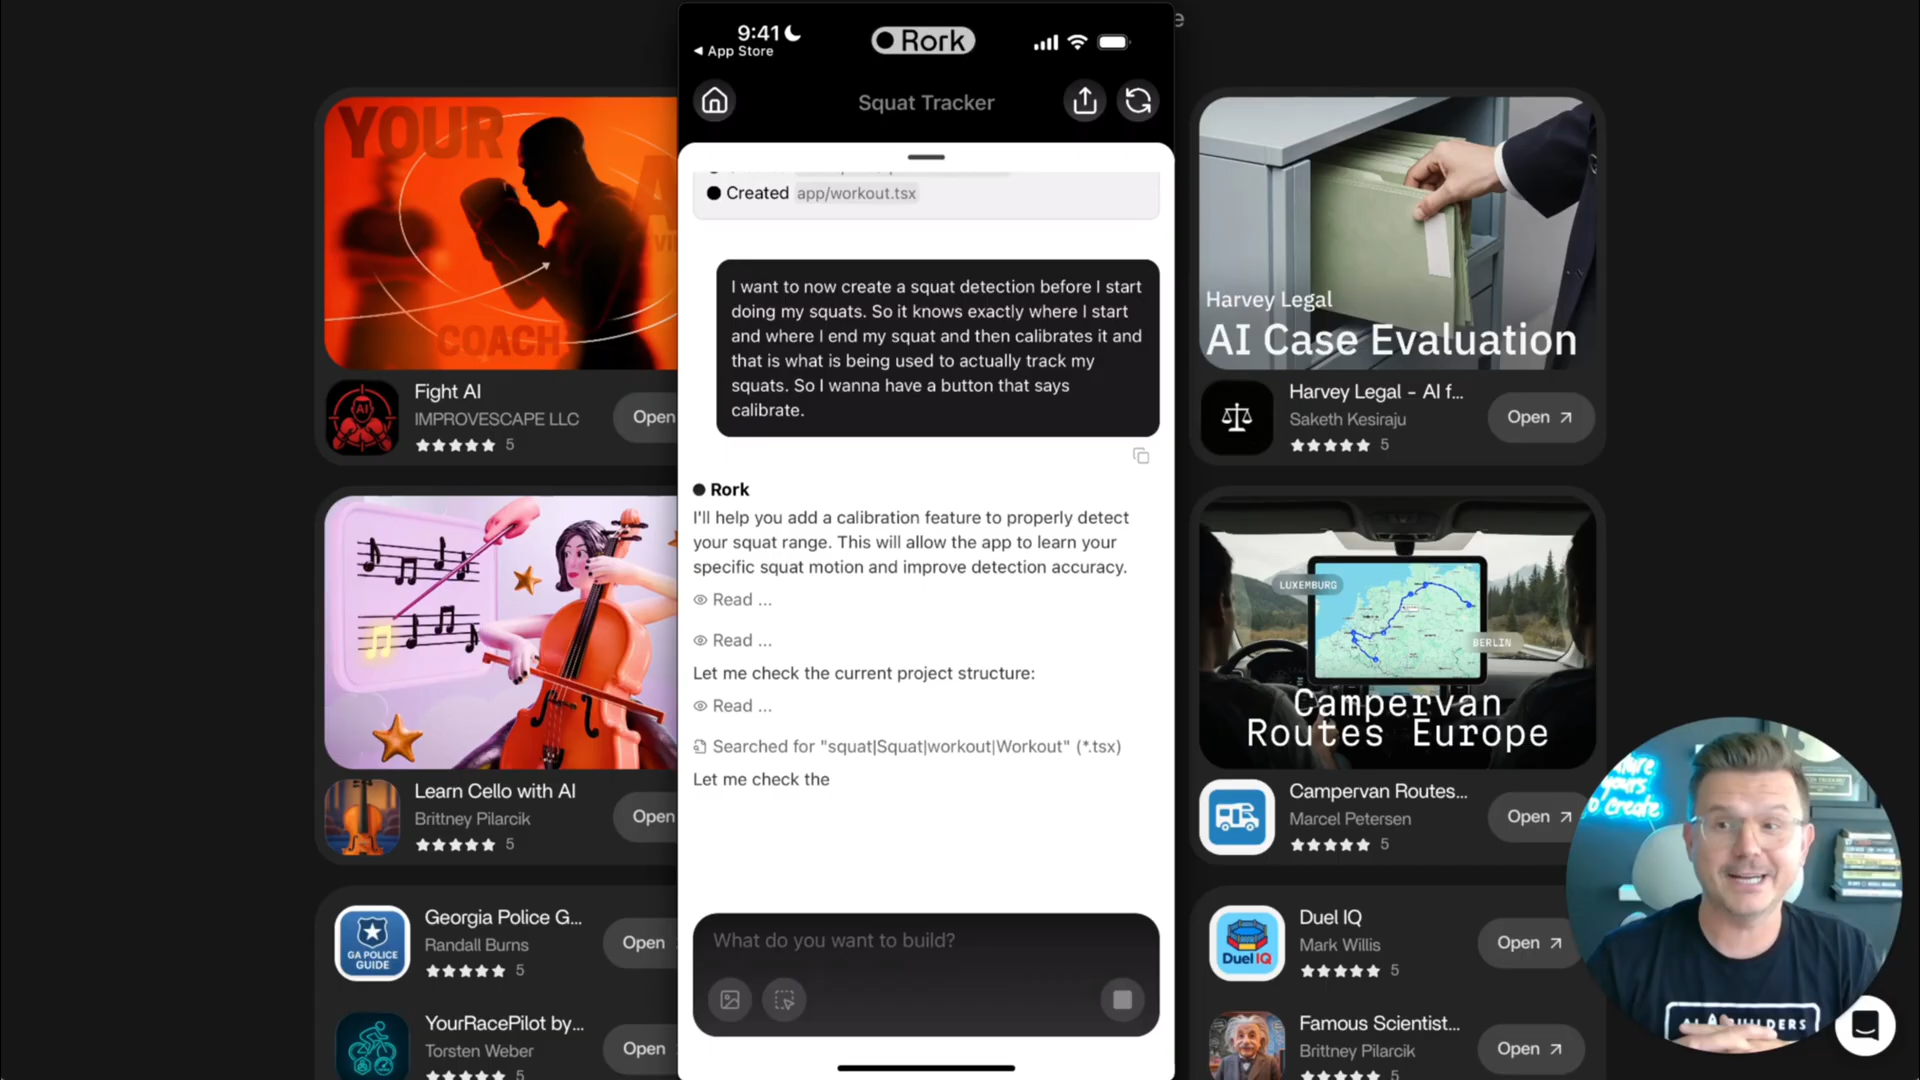 9:41
App Store
Rork
Squat Tracker
Created app/workout.tsx
I want to now create a squat detection before I start
doing my squats. So it knows exactly where I start
and where I end my squat and then calibrates it and
that is what is being used to actually track my
squats. So I wanna have a button that says
calibrate.
Rork
I'll help you add a calibration feature to properly detect
your squat range. This will allow the app to learn your
specific squat motion and improve detection accuracy.
Read ...
Read ...
Let me check the current project structure:
Read ...
Searched for "squat|Squat|workout|Workout" (*.tsx)
Let me check the
What do you want to build?
YOUR
COACH
Fight AI
IMPROVESCAPE LLC
5
Open
Learn Cello with AI
Brittney Pilarcik
5
Open
GA POLICE
GUIDE
Georgia Police G...
Randall Burns
5
Open
YourRacePilot by...
Torsten Weber
5
Open
Harvey Legal
AI Case Evaluation
Harvey Legal - AI f...
Saketh Kesiraju
5
Open
LUXEMBURG
BERLIN
Campervan
Routes Europe
Campervan Routes...
Marcel Petersen
5
Open
Duel IQ
Duel IQ
Mark Willis
5
Open
Famous Scientist...
Brittney Pilarcik
5
Open
yours
create